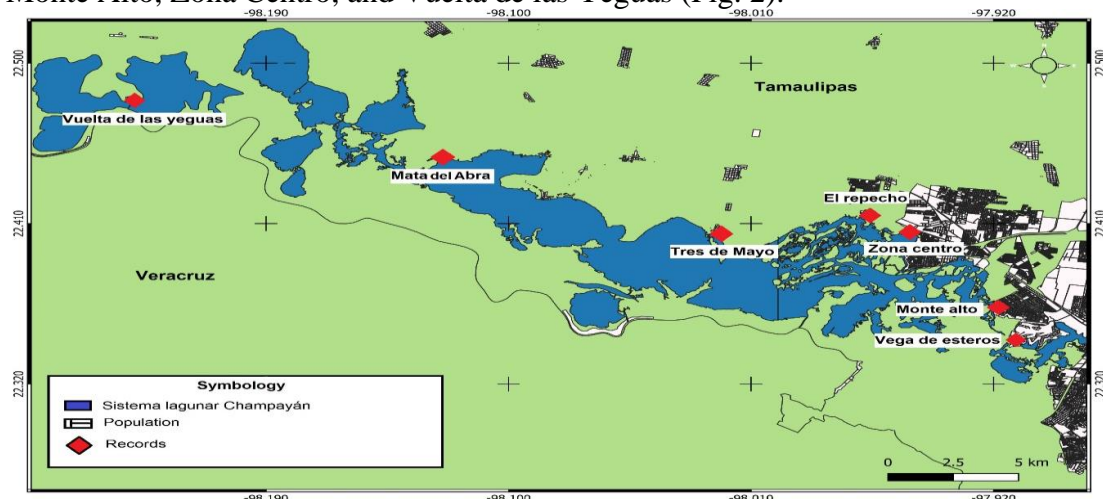 Monte Alto, Zona Centro, and Vuelta de las Yeguas (Fig. 2).
-98.190 -98.100 -98.010 -97.920
22.500 22.500
Tamaulipas
Vuelta de las yeguas
Mata del Abra
El repecho
22.410 22.410
Zona centro
Tres de Mayo
Veracruz
Monte alto
Vega de esteros
22.320 22.320
Symbology
Sistema lagunar Champayán
Population
Records
0 2.5 5 km
-98.190 -98.100 -98.010 -97.920